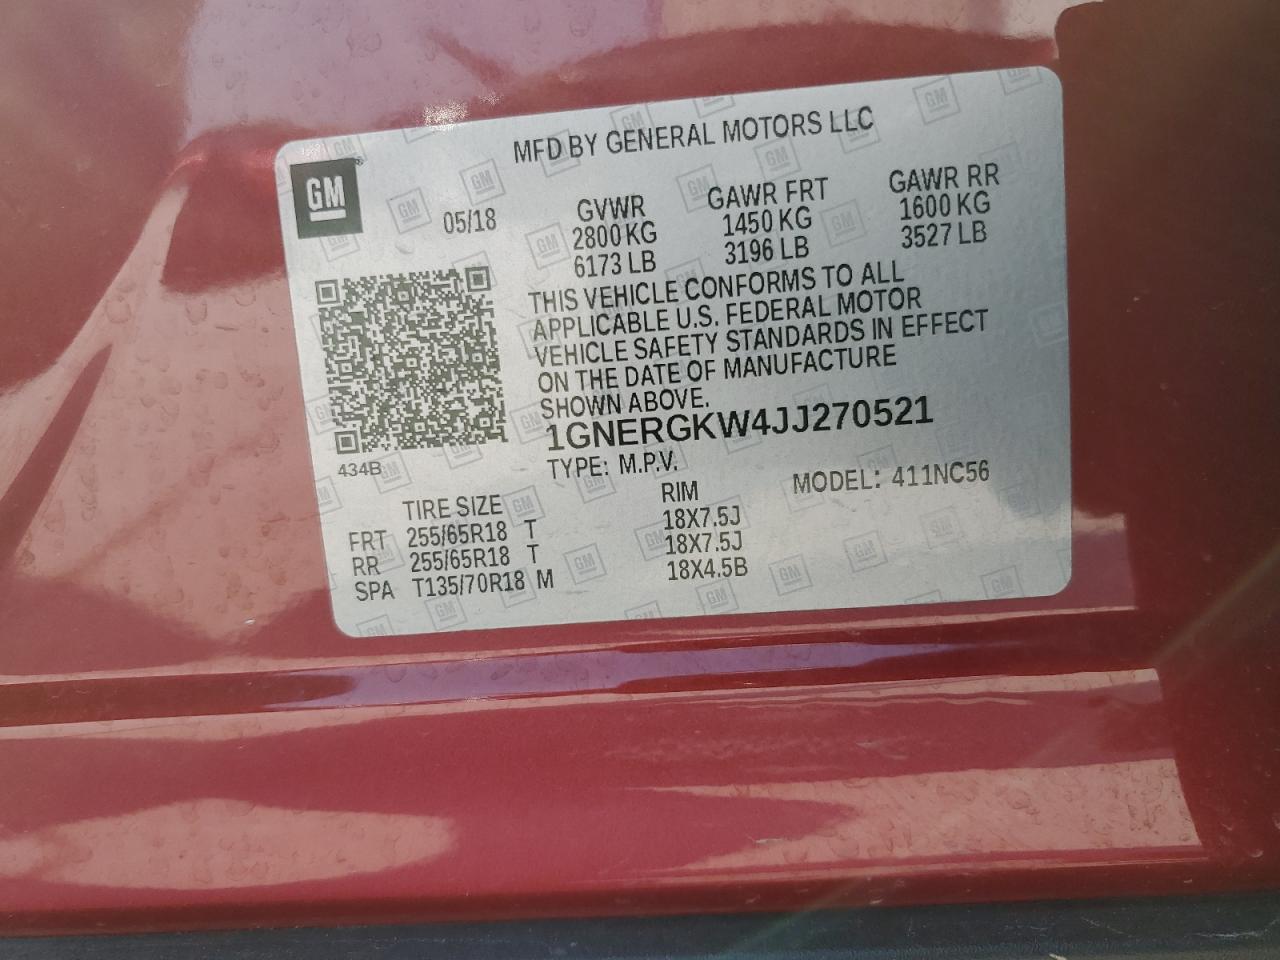 MFD BY GENERAL MOTORS LLC
GM
05/18
GVWR GAWR FRT GAWR RR
2800 KG 1450 KG 1600 KG
6173 LB 3196 LB 3527 LB
THIS VEHICLE CONFORMS TO ALL
APPLICABLE U.S. FEDERAL MOTOR
VEHICLE SAFETY STANDARDS IN EFFECT
ON THE DATE OF MANUFACTURE
SHOWN ABOVE.
1GNERGKW4JJ270521
434B
TYPE: M.P.V. MODEL: 411NC56
TIRE SIZE RIM
FRT 255/65R18 T 18X7.5J
RR 255/65R18 T 18X7.5J
SPA T135/70R18 M 18X4.5B